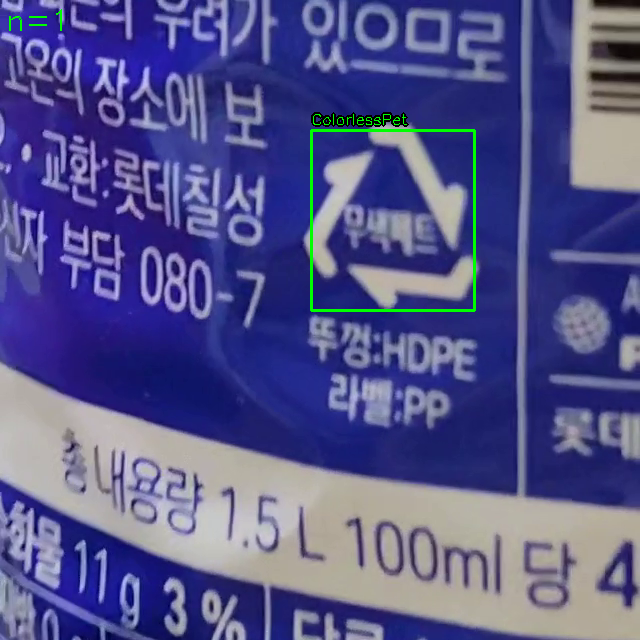 n=1
우려가 있으므로
고온의 장소에 보
교환:롯데칠성
부담 080-7
ColorlessPet
무색페트
뚜껑:HDPE
라벨:PP
롯데
총 내용량 1.5 L 100ml 당 4
11 g 3 %